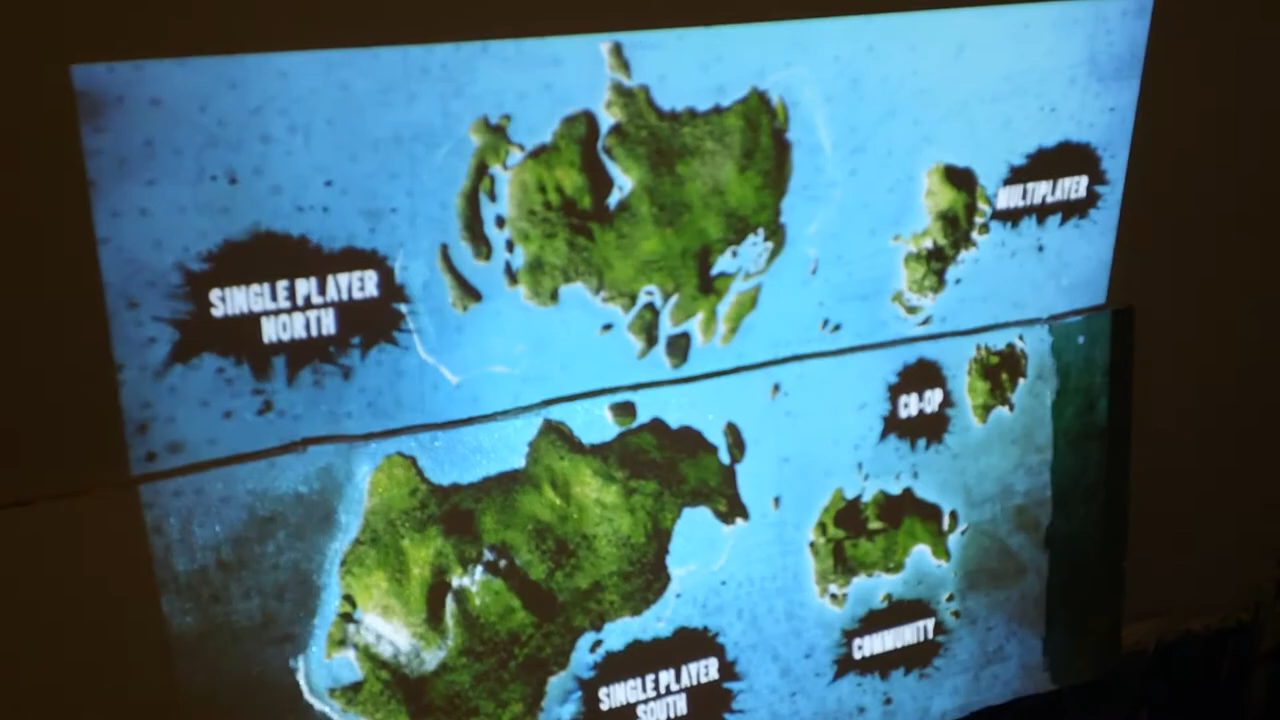 MULTIPLAYER
SINGLE PLAYER
NORTH
CO-OP
COMMUNITY
SINGLE PLAYER
SOUTH